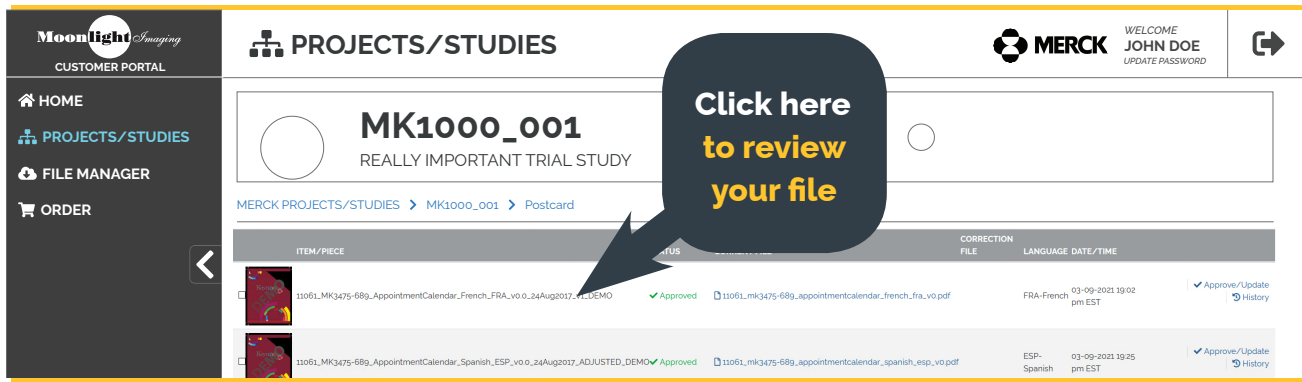 Moonlight Imaging
CUSTOMER PORTAL
PROJECTS/STUDIES
MERCK
WELCOME
JOHN DOE
UPDATE PASSWORD
HOME
PROJECTS/STUDIES
FILE MANAGER
ORDER
MK1000_001
REALLY IMPORTANT TRIAL STUDY
Click here
to review
your file
MERCK PROJECTS/STUDIES > MK1000_001 > Postcard
ITEM/PIECE CORRECTION FILE LANGUAGE DATE/TIME
11061_MK3475-689_AppointmentCalendar_French_FRA_v0.0_24Aug2017_v1_DEMO Approved 11061_mk3475-689_appointmentcalendar_french_fra_v0.pdf FRA-French 03-09-2021 19:02 pm EST Approve/Update
History
11061_MK3475-689_AppointmentCalendar_Spanish_ESP_v0.0_24Aug2017_ADJUSTED_DEMO Approved 11061_mk3475-689_appointmentcalendar_spanish_esp_v0.pdf ESP-Spanish 03-09-2021 19:25 pm EST Approve/Update
History